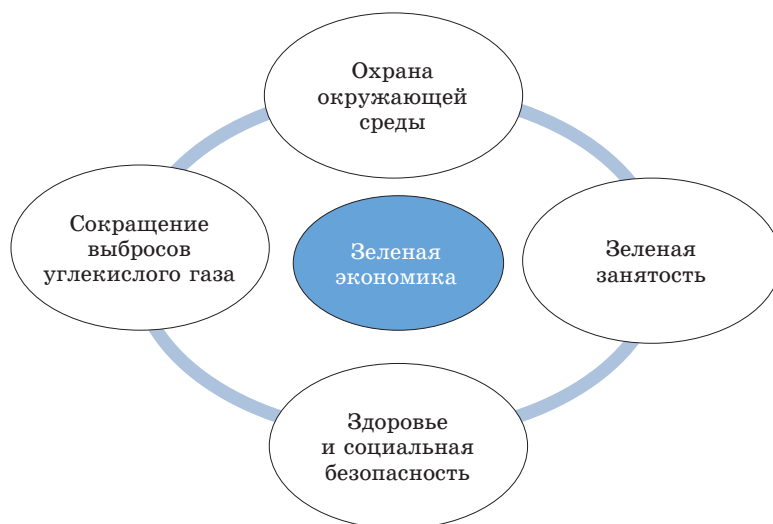 Охрана
окружающей
среды
Сокращение
выбросов
углекислого газа
Зеленая
экономика
Зеленая
занятость
Здоровье
и социальная
безопасность